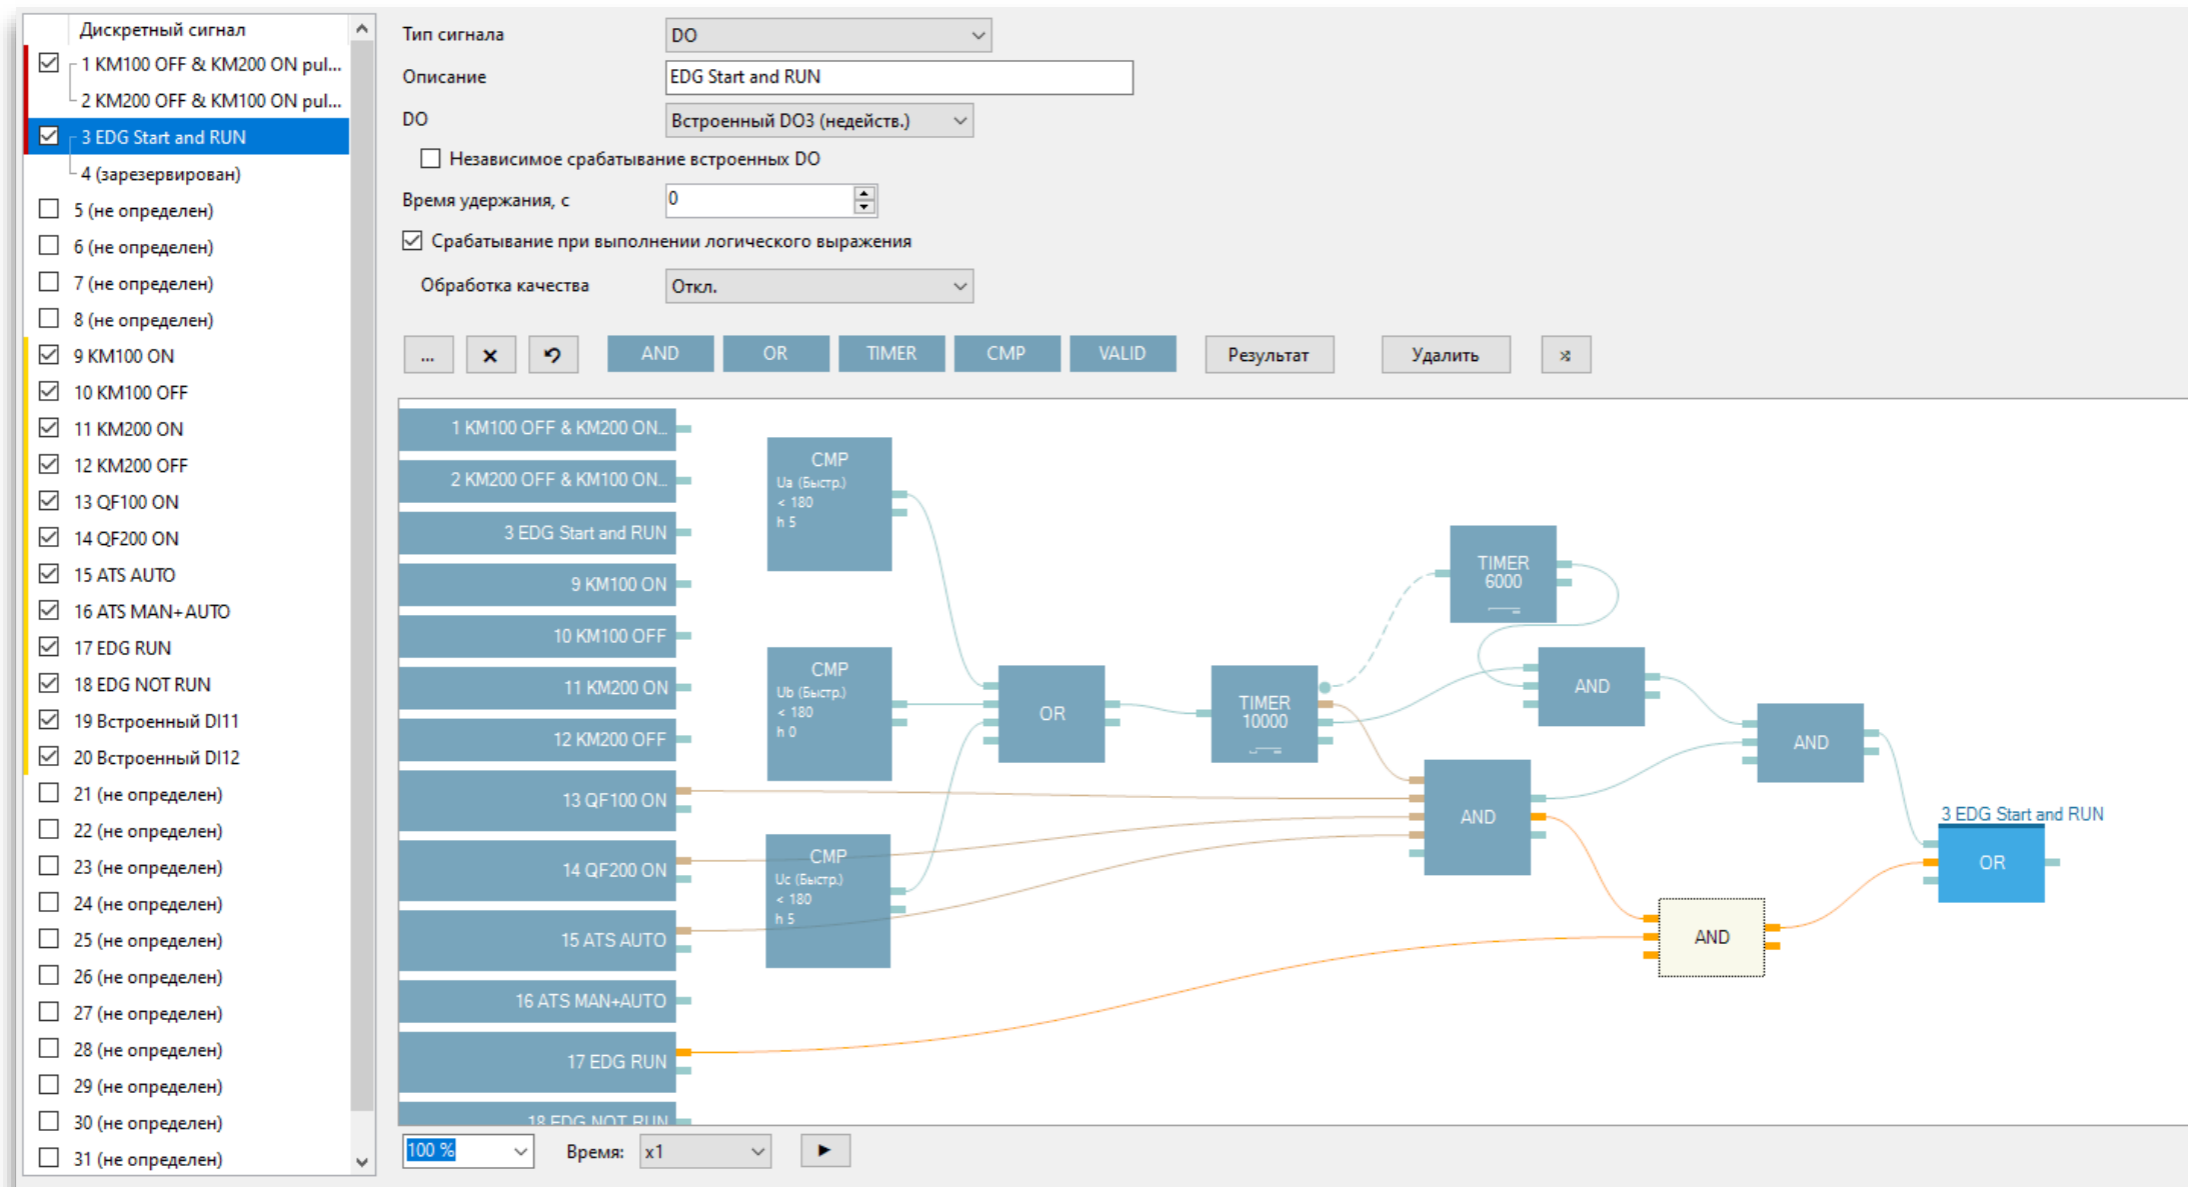 Дискретный сигнал
1 KM100 OFF & KM200 ON pul...
2 KM200 OFF & KM100 ON pul...
3 EDG Start and RUN
4 (зарезервирован)
5 (не определен)
6 (не определен)
7 (не определен)
8 (не определен)
9 KM100 ON
10 KM100 OFF
11 KM200 ON
12 KM200 OFF
13 QF100 ON
14 QF200 ON
15 ATS AUTO
16 ATS MAN+AUTO
17 EDG RUN
18 EDG NOT RUN
19 Встроенный DI11
20 Встроенный DI12
21 (не определен)
22 (не определен)
23 (не определен)
24 (не определен)
25 (не определен)
26 (не определен)
27 (не определен)
28 (не определен)
29 (не определен)
30 (не определен)
31 (не определен)
Тип сигнала DO
Описание EDG Start and RUN
DO Встроенный DO3 (недейств.)
Независимое срабатывание встроенных DO
Время удержания, с 0
Срабатывание при выполнении логического выражения
Обработка качества Откл.
... AND OR TIMER CMP VALID Результат Удалить
1 KM100 OFF & KM200 ON...
2 KM200 OFF & KM100 ON...
3 EDG Start and RUN
9 KM100 ON
10 KM100 OFF
11 KM200 ON
12 KM200 OFF
13 QF100 ON
14 QF200 ON
15 ATS AUTO
16 ATS MAN+AUTO
17 EDG RUN
18 EDG NOT RUN
CMP
Ua (Быстр.)
< 180
h 5
CMP
Ub (Быстр.)
< 180
h 0
CMP
Uc (Быстр.)
< 180
h 5
OR
TIMER
10000
TIMER
6000
AND
AND
AND
AND
3 EDG Start and RUN
OR
100 % Время: x1